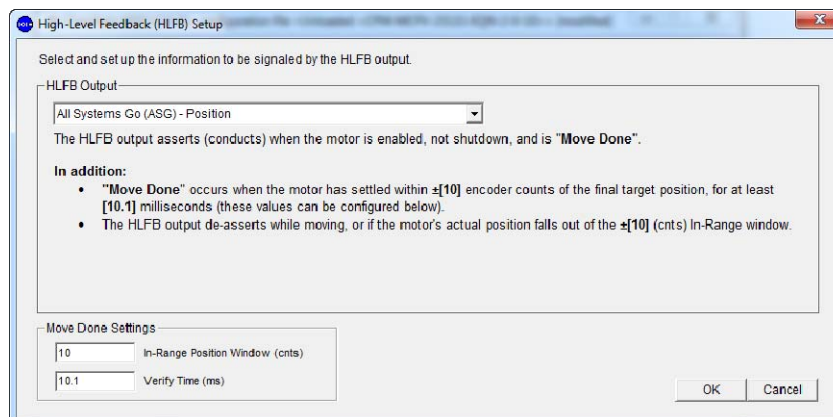 High-Level Feedback (HLFB) Setup
Select and set up the information to be signaled by the HLFB output.
HLFB Output
All Systems Go (ASG) - Position
The HLFB output asserts (conducts) when the motor is enabled, not shutdown, and is "Move Done".
In addition:
• "Move Done" occurs when the motor has settled within ±[10] encoder counts of the final target position, for at least
[10.1] milliseconds (these values can be configured below).
• The HLFB output de-asserts while moving, or if the motor's actual position falls out of the ±[10] (cnts) In-Range window.
Move Done Settings
10 In-Range Position Window (cnts)
10.1 Verify Time (ms)
OK Cancel